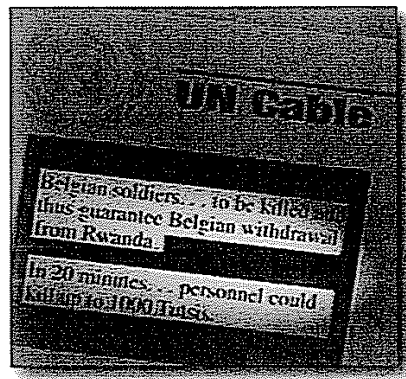 UN Cable
Belgian soldiers. . . to be killed and
thus guarantee Belgian withdrawal
from Rwanda.
In 20 minutes. . . personnel could
kill up to 1000 Tutsis.